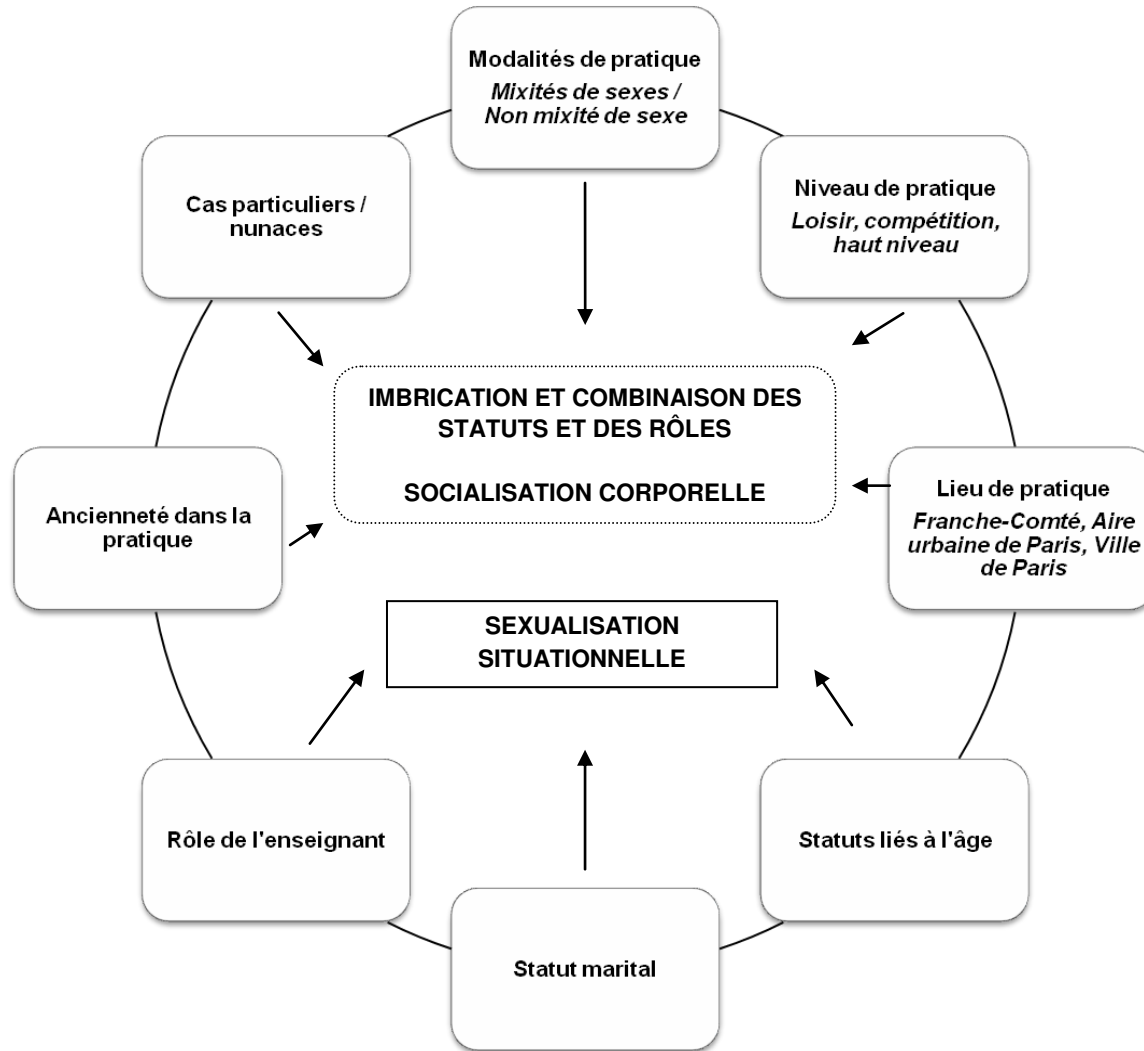 Modalités de pratique
Mixités de sexes /
Non mixité de sexe
Cas particuliers /
nunaces
Niveau de pratique
Loisir, compétition,
haut niveau
IMBRICATION ET COMBINAISON DES
STATUTS ET DES RÔLES
SOCIALISATION CORPORELLE
Ancienneté dans la
pratique
Lieu de pratique
Franche-Comté, Aire
urbaine de Paris, Ville
de Paris
SEXUALISATION
SITUATIONNELLE
Rôle de l'enseignant
Statuts liés à l'âge
Statut marital